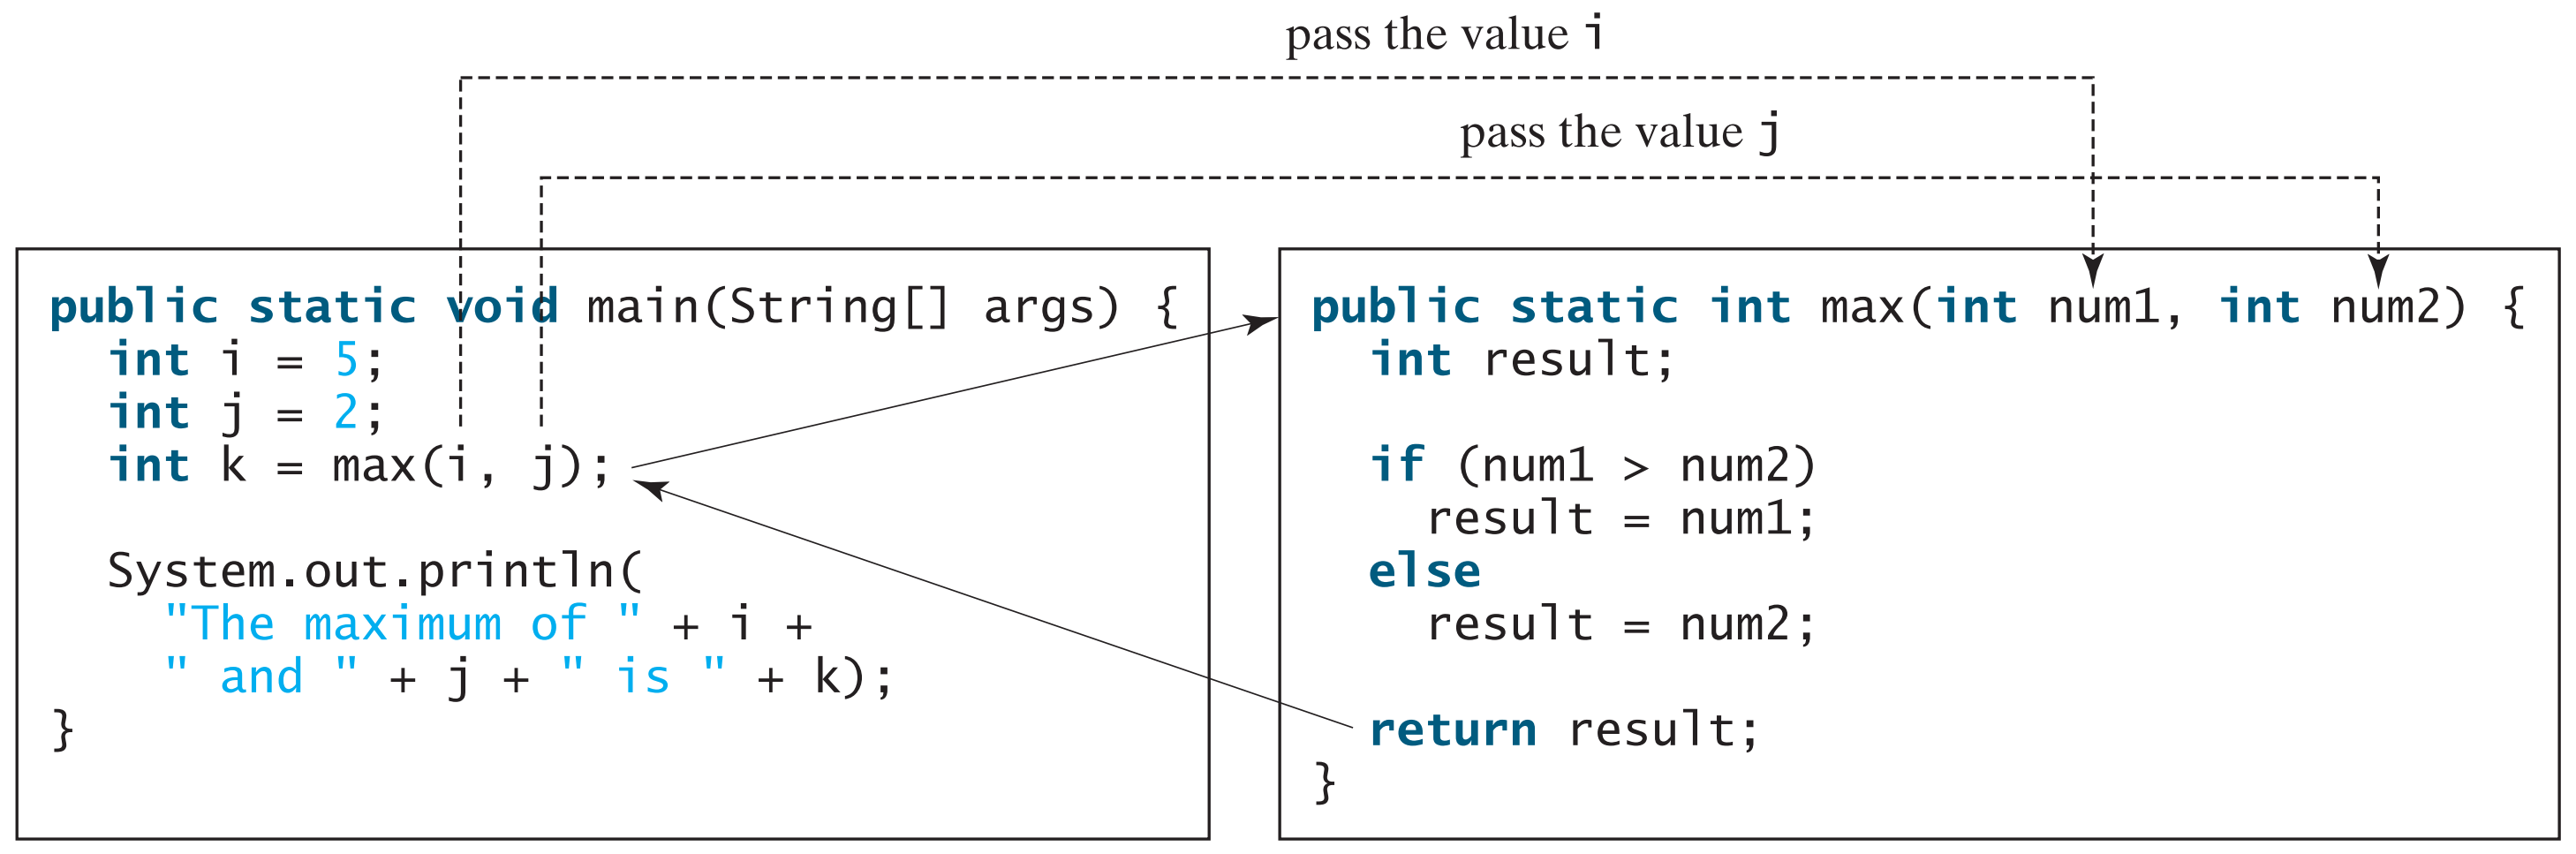 pass the value i
pass the value j
public static void main(String[] args) {
  int i = 5;
  int j = 2;
  int k = max(i, j);

  System.out.println(
    "The maximum of " + i +
    " and " + j + " is " + k);
}
public static int max(int num1, int num2) {
  int result;

  if (num1 > num2)
    result = num1;
  else
    result = num2;

  return result;
}